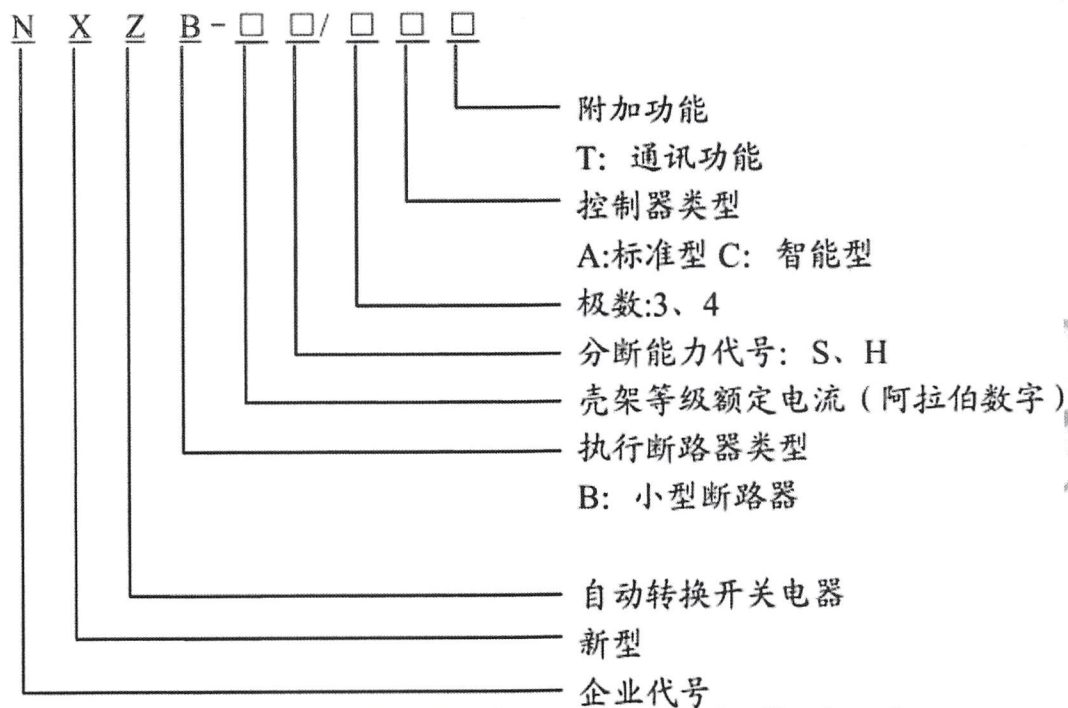 N X Z B-□ □/□ □ □
附加功能
T: 通讯功能
控制器类型
A:标准型 C: 智能型
极数:3、4
分断能力代号: S、H
壳架等级额定电流（阿拉伯数字）
执行断路器类型
B: 小型断路器
自动转换开关电器
新型
企业代号